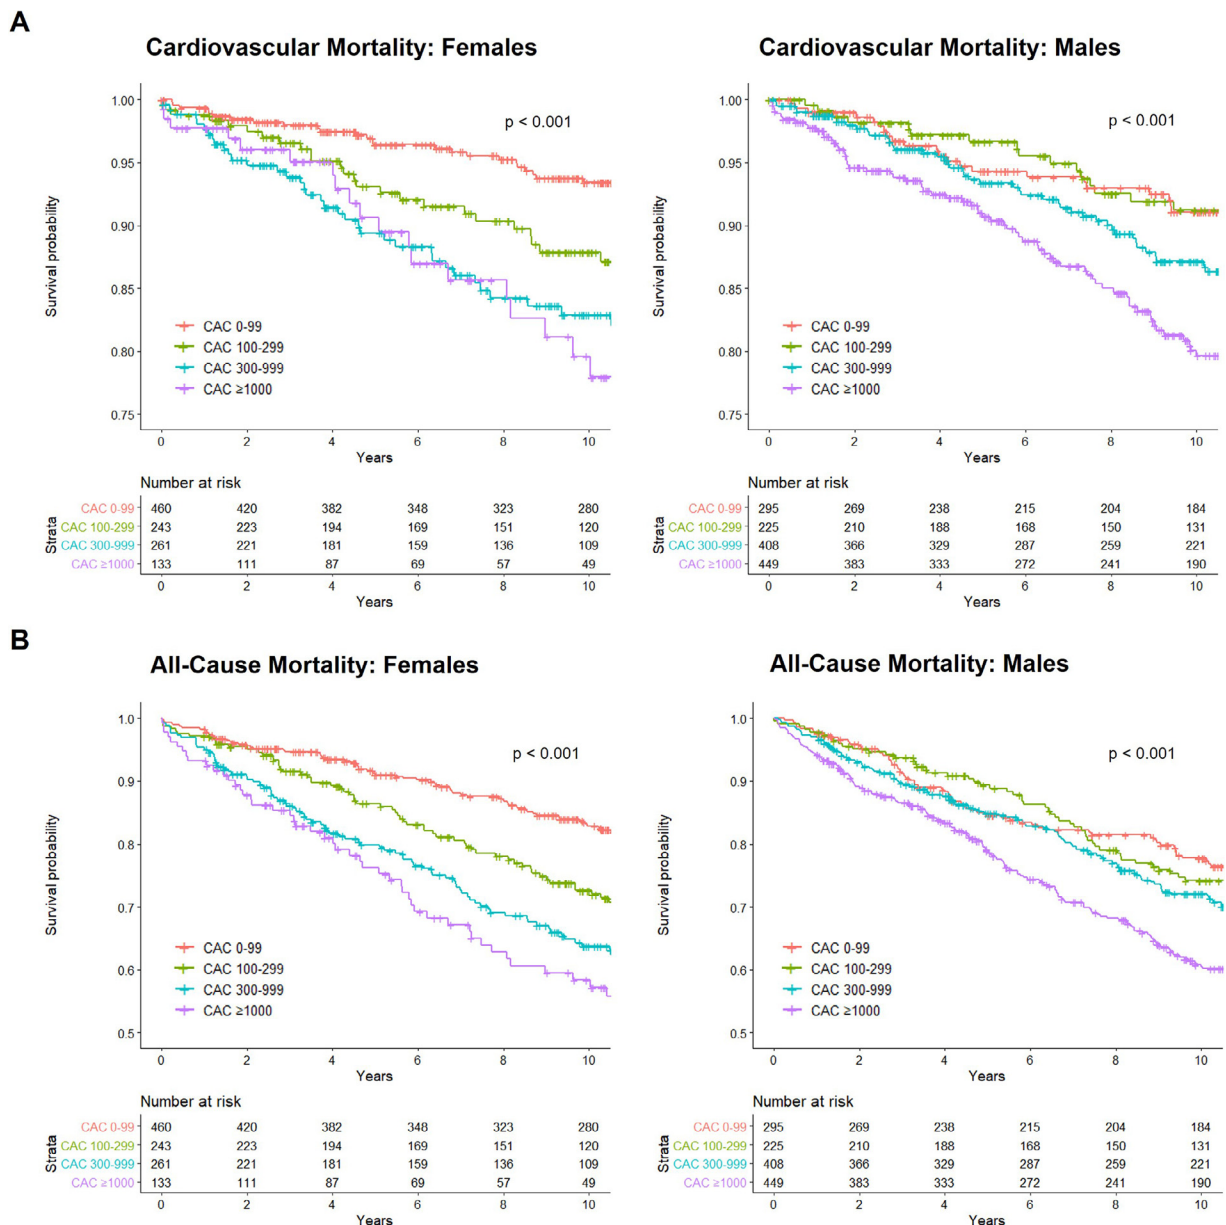 A
Cardiovascular Mortality: Females
Survival probability
1.00
0.95
0.90
0.85
0.80
0.75
p < 0.001
CAC 0-99
CAC 100-299
CAC 300-999
CAC ≥1000
0 2 4 6 8 10
Years
Number at risk
Strata
CAC 0-99 460 420 382 348 323 280
CAC 100-299 243 223 194 169 151 120
CAC 300-999 261 221 181 159 136 109
CAC ≥1000 133 111 87 69 57 49
0 2 4 6 8 10
Years
Cardiovascular Mortality: Males
Survival probability
1.00
0.95
0.90
0.85
0.80
0.75
p < 0.001
CAC 0-99
CAC 100-299
CAC 300-999
CAC ≥1000
0 2 4 6 8 10
Years
Number at risk
Strata
CAC 0-99 295 269 238 215 204 184
CAC 100-299 225 210 188 168 150 131
CAC 300-999 408 366 329 287 259 221
CAC ≥1000 449 383 333 272 241 190
0 2 4 6 8 10
Years
B
All-Cause Mortality: Females
Survival probability
1.0
0.9
0.8
0.7
0.6
0.5
p < 0.001
CAC 0-99
CAC 100-299
CAC 300-999
CAC ≥1000
0 2 4 6 8 10
Years
Number at risk
Strata
CAC 0-99 460 420 382 348 323 280
CAC 100-299 243 223 194 169 151 120
CAC 300-999 261 221 181 159 136 109
CAC ≥1000 133 111 87 69 57 49
0 2 4 6 8 10
Years
All-Cause Mortality: Males
Survival probability
1.0
0.9
0.8
0.7
0.6
0.5
p < 0.001
CAC 0-99
CAC 100-299
CAC 300-999
CAC ≥1000
0 2 4 6 8 10
Years
Number at risk
Strata
CAC 0-99 295 269 238 215 204 184
CAC 100-299 225 210 188 168 150 131
CAC 300-999 408 366 329 287 259 221
CAC ≥1000 449 383 333 272 241 190
0 2 4 6 8 10
Years